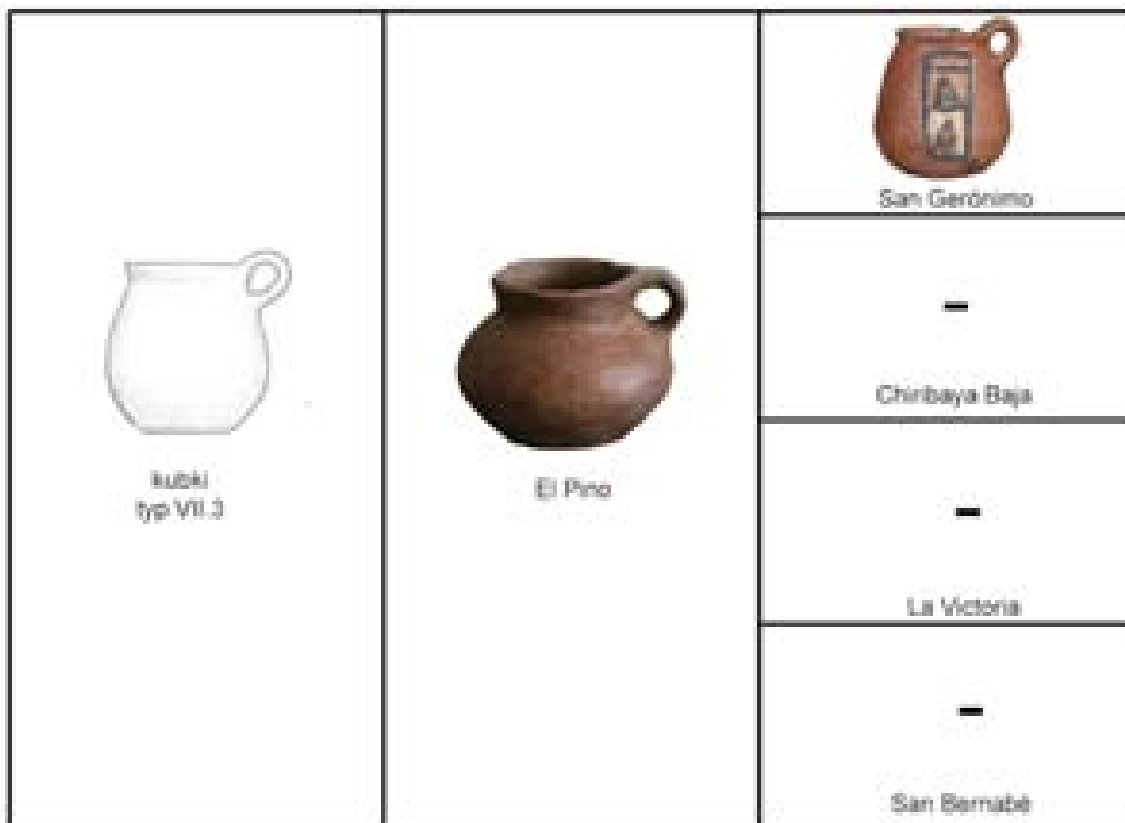 kubki
typ VII.3
El Pino
San Gerónimo
-
Chiribaya Baja
-
La Victoria
-
San Bernabé